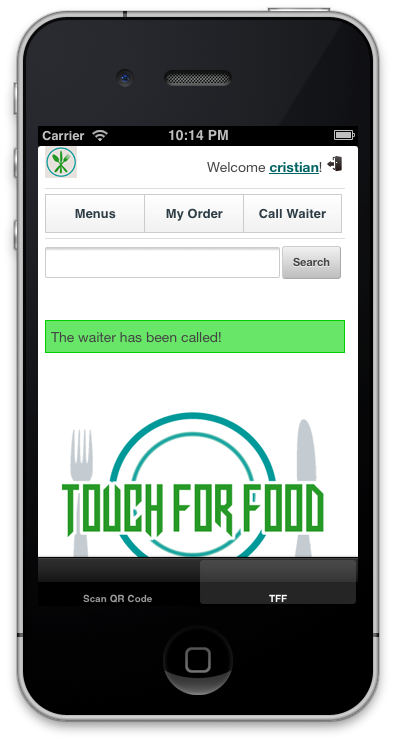 Carrier 10:14 PM
Welcome cristian!
Menus My Order Call Waiter
Search
The waiter has been called!
TOUCH FOR FOOD
Scan QR Code TFF